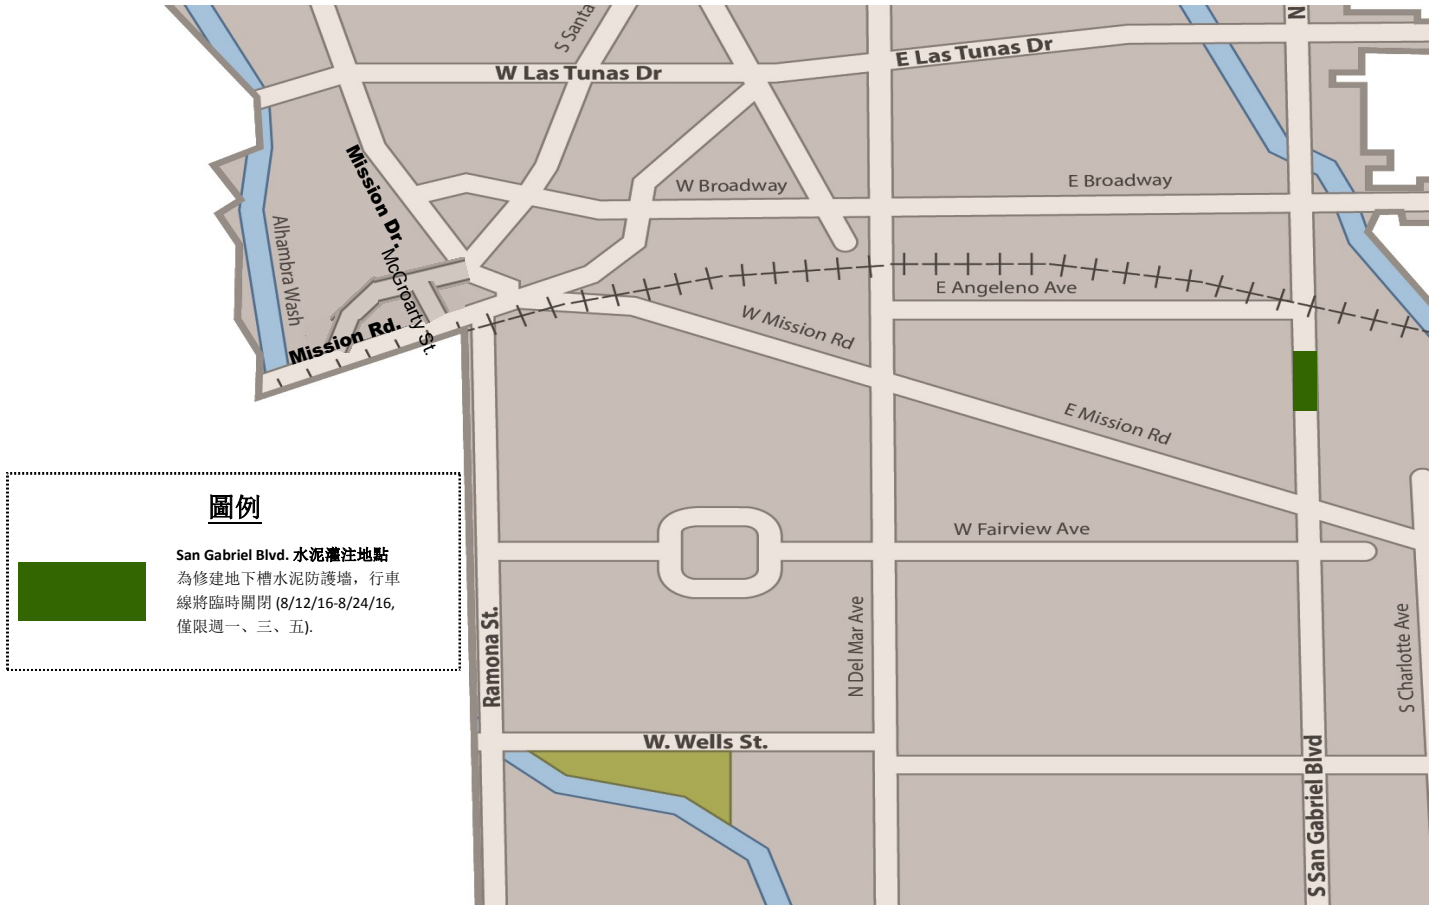 N
S Santa
W Las Tunas Dr
E Las Tunas Dr
Mission Dr.
W Broadway
E Broadway
Alhambra Wash
McGroarty St.
E Angeleno Ave
W Mission Rd
Mission Rd.
E Mission Rd
圖例
San Gabriel Blvd. 水泥灌注地點
為修建地下槽水泥防護墻，行車
線將臨時關閉 (8/12/16-8/24/16,
僅限週一、三、五).
W Fairview Ave
Ramona St.
N Del Mar Ave
S Charlotte Ave
W. Wells St.
S San Gabriel Blvd